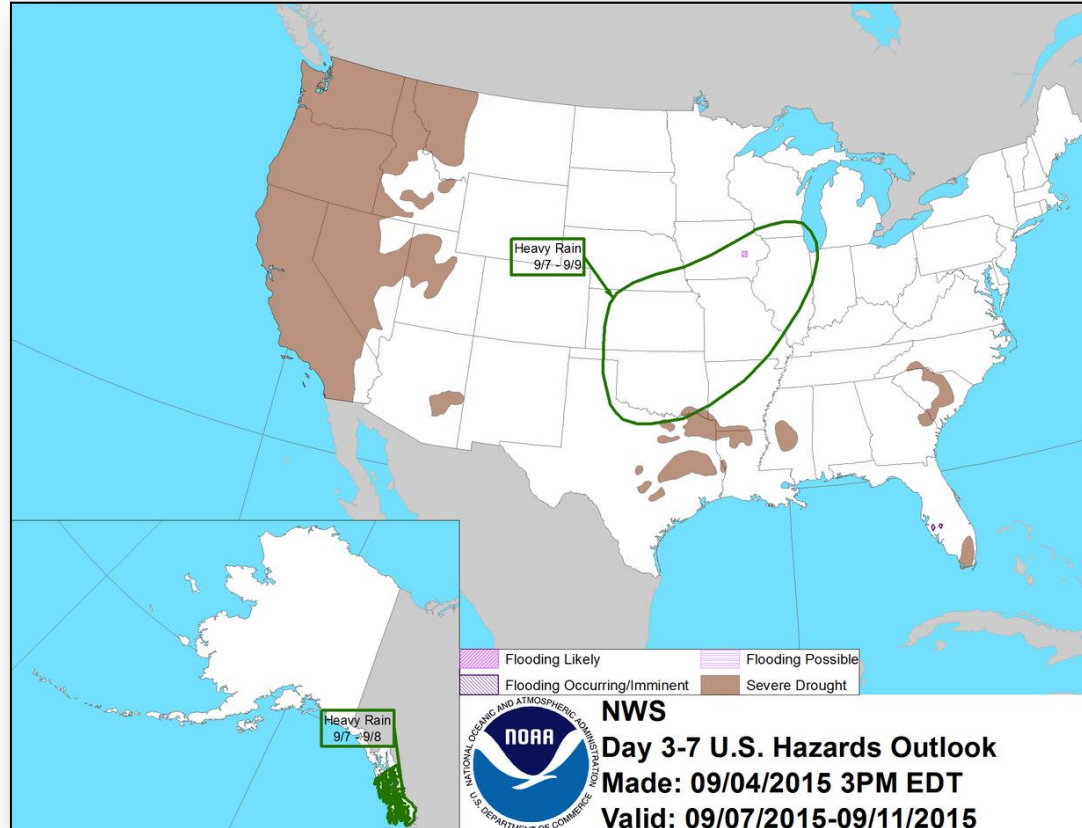 Heavy Rain
9/7 - 9/9
Heavy Rain
9/7 - 9/8
Flooding Likely
Flooding Possible
Flooding Occurring/Imminent
Severe Drought
NATIONAL OCEANIC AND ATMOSPHERIC ADMINISTRATION
NOAA
U.S. DEPARTMENT OF COMMERCE
NWS
Day 3-7 U.S. Hazards Outlook
Made: 09/04/2015 3PM EDT
Valid: 09/07/2015-09/11/2015